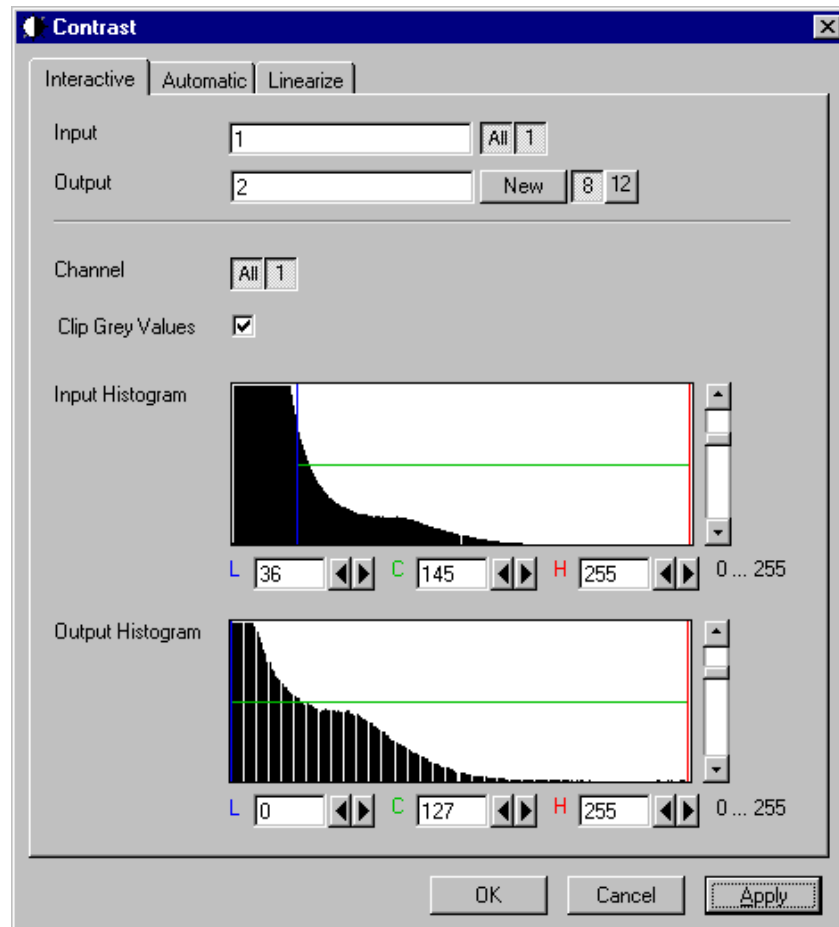 Contrast
Interactive Automatic Linearize
Input 1 All 1
Output 2 New 8 12
Channel All 1
Clip Grey Values
Input Histogram
L 36 C 145 H 255 0 ... 255
Output Histogram
L 0 C 127 H 255 0 ... 255
OK Cancel Apply